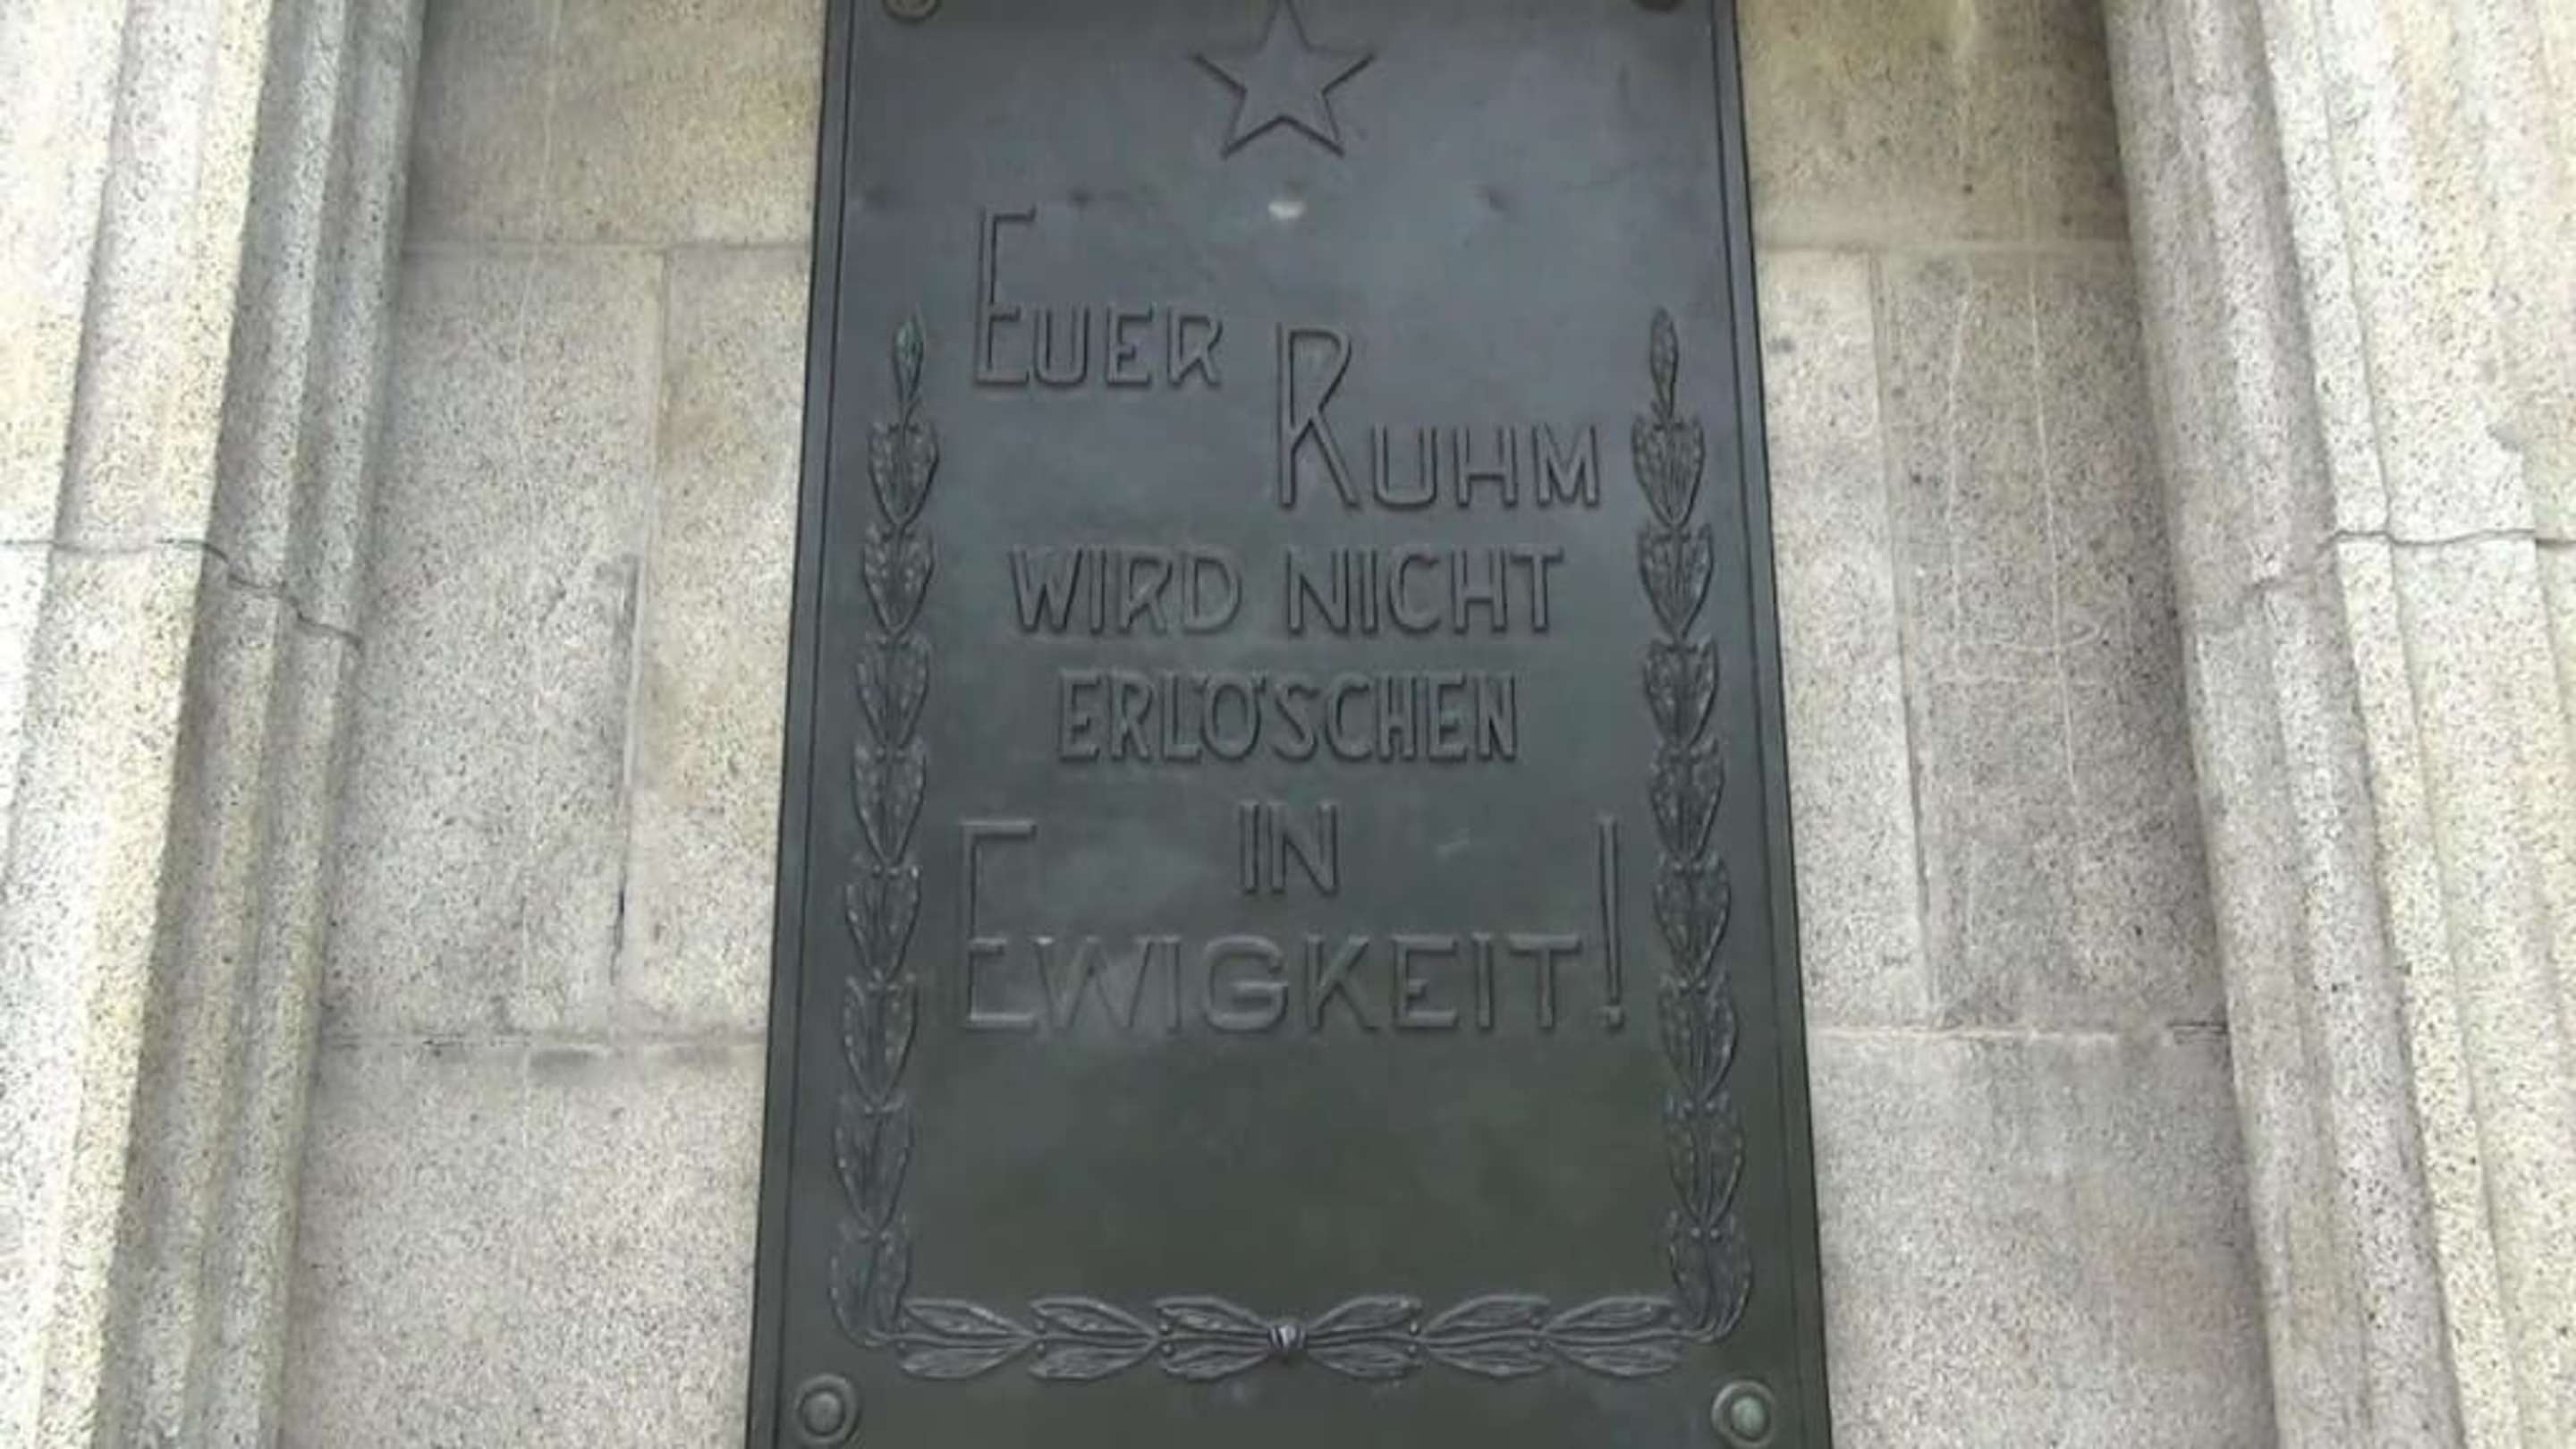 EUER RUHM
WIRD NICHT
ERLÖSCHEN
IN
EWIGKEIT!